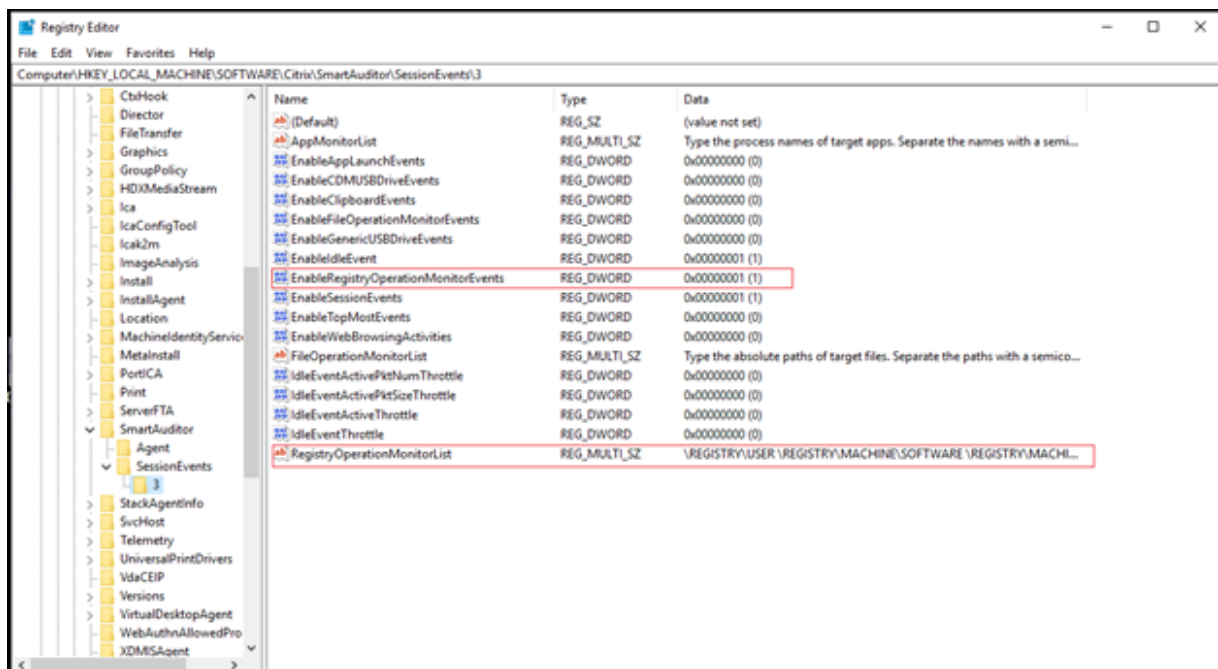 Registry Editor
File Edit View Favorites Help
Computer\HKEY_LOCAL_MACHINE\SOFTWARE\Citrix\SmartAuditor\SessionEvents\3
CtxHook
Director
FileTransfer
Graphics
GroupPolicy
HDXMediaStream
Ica
IcaConfigTool
Icak2m
ImageAnalysis
Install
InstallAgent
Location
MachineIdentityService
MetaInstall
PortICA
Print
ServerFTA
SmartAuditor
Agent
SessionEvents
3
StackAgentInfo
SvcHost
Telemetry
UniversalPrintDrivers
VdaCEIP
Versions
VirtualDesktopAgent
WebAuthnAllowedPro
XDMISAgent
Name Type Data
(Default) REG_SZ (value not set)
AppMonitorList REG_MULTI_SZ Type the process names of target apps. Separate the names with a semi...
EnableAppLaunchEvents REG_DWORD 0x00000000 (0)
EnableCDMUSBDriveEvents REG_DWORD 0x00000000 (0)
EnableClipboardEvents REG_DWORD 0x00000000 (0)
EnableFileOperationMonitorEvents REG_DWORD 0x00000000 (0)
EnableGenericUSBDriveEvents REG_DWORD 0x00000000 (0)
EnableIdleEvent REG_DWORD 0x00000001 (1)
EnableRegistryOperationMonitorEvents REG_DWORD 0x00000001 (1)
EnableSessionEvents REG_DWORD 0x00000001 (1)
EnableTopMostEvents REG_DWORD 0x00000000 (0)
EnableWebBrowsingActivities REG_DWORD 0x00000000 (0)
FileOperationMonitorList REG_MULTI_SZ Type the absolute paths of target files. Separate the paths with a semico...
IdleEventActivePktNumThrottle REG_DWORD 0x00000000 (0)
IdleEventActivePktSizeThrottle REG_DWORD 0x00000000 (0)
IdleEventActiveThrottle REG_DWORD 0x00000000 (0)
IdleEventThrottle REG_DWORD 0x00000000 (0)
RegistryOperationMonitorList REG_MULTI_SZ \REGISTRY\USER \REGISTRY\MACHINE\SOFTWARE \REGISTRY\MACHI...